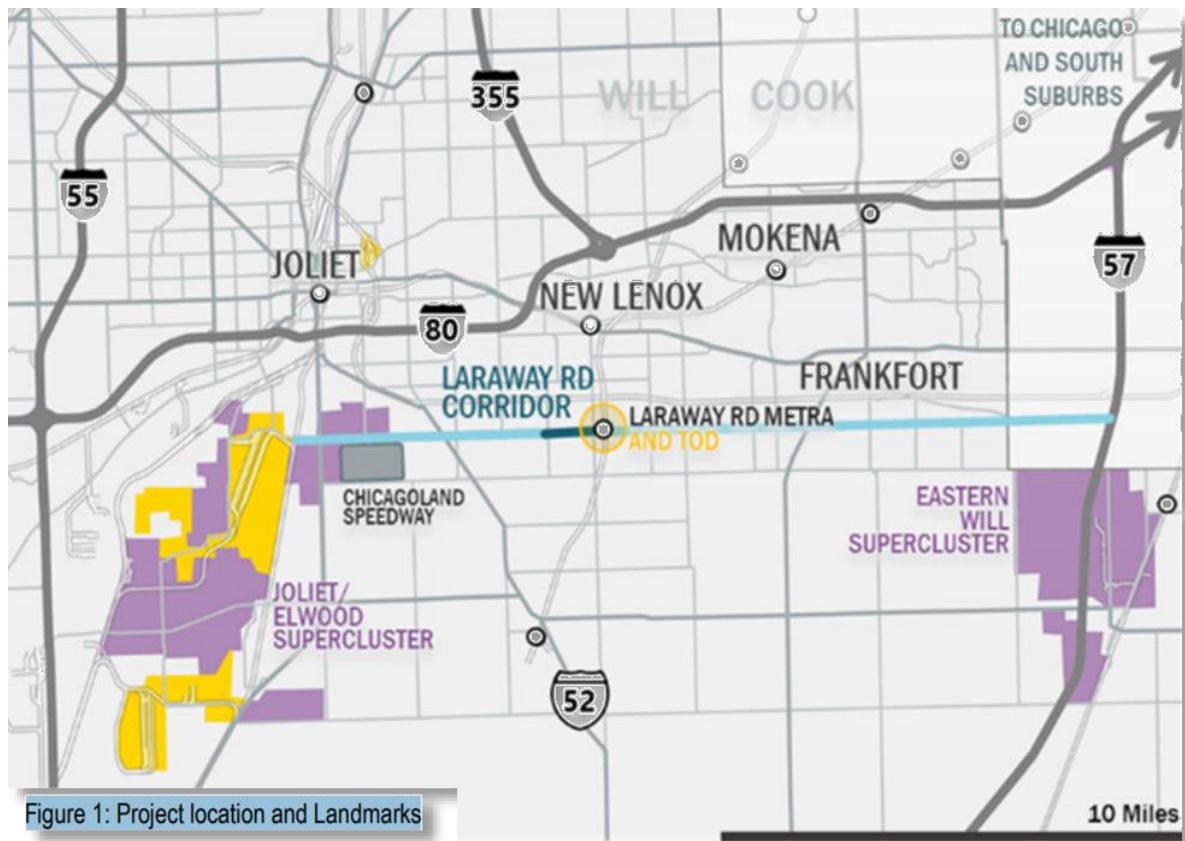 TO CHICAGO
AND SOUTH
SUBURBS
WILL
COOK
355
55
MOKENA
JOLIET
57
NEW LENOX
80
LARAWAY RD
CORRIDOR
FRANKFORT
LARAWAY RD METRA
AND TOD
CHICAGOLAND
SPEEDWAY
EASTERN
WILL
SUPERCLUSTER
JOLIET/
ELWOOD
SUPERCLUSTER
52
Figure 1: Project location and Landmarks
10 Miles